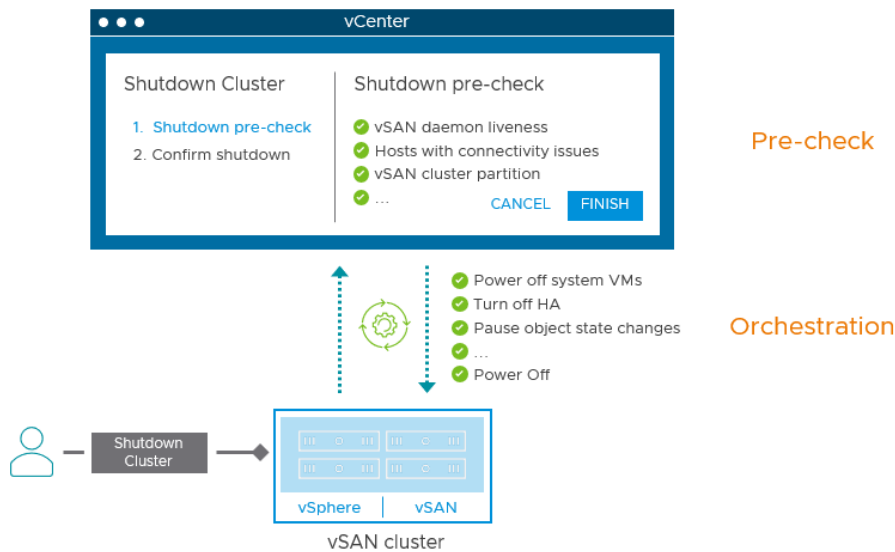 vCenter
Shutdown Cluster
1. Shutdown pre-check
2. Confirm shutdown
Shutdown pre-check
vSAN daemon liveness
Hosts with connectivity issues
vSAN cluster partition
...
CANCEL
FINISH
Pre-check
Power off system VMs
Turn off HA
Pause object state changes
...
Power Off
Orchestration
Shutdown
Cluster
vSphere
vSAN
vSAN cluster